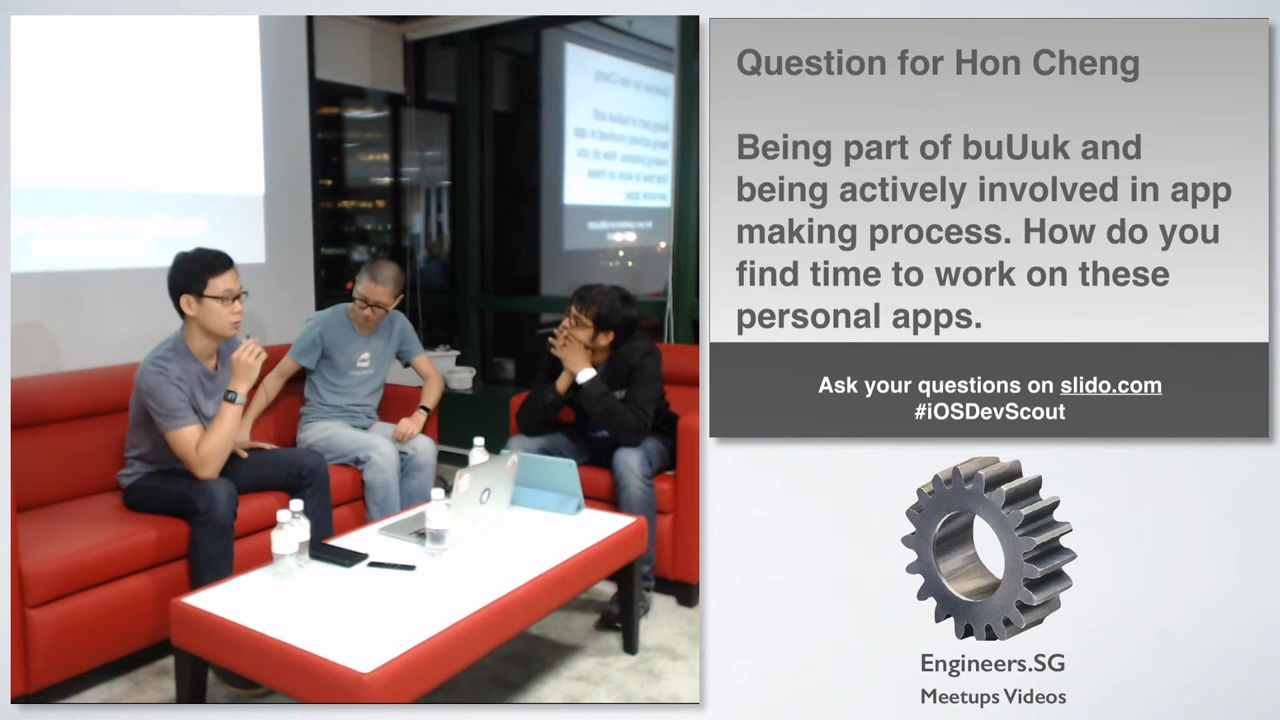 Question for Hon Cheng
Being part of buUuk and
being actively involved in app
making process. How do you
find time to work on these
personal apps.
Ask your questions on slido.com
#iOSDevScout
Engineers.SG
Meetups Videos